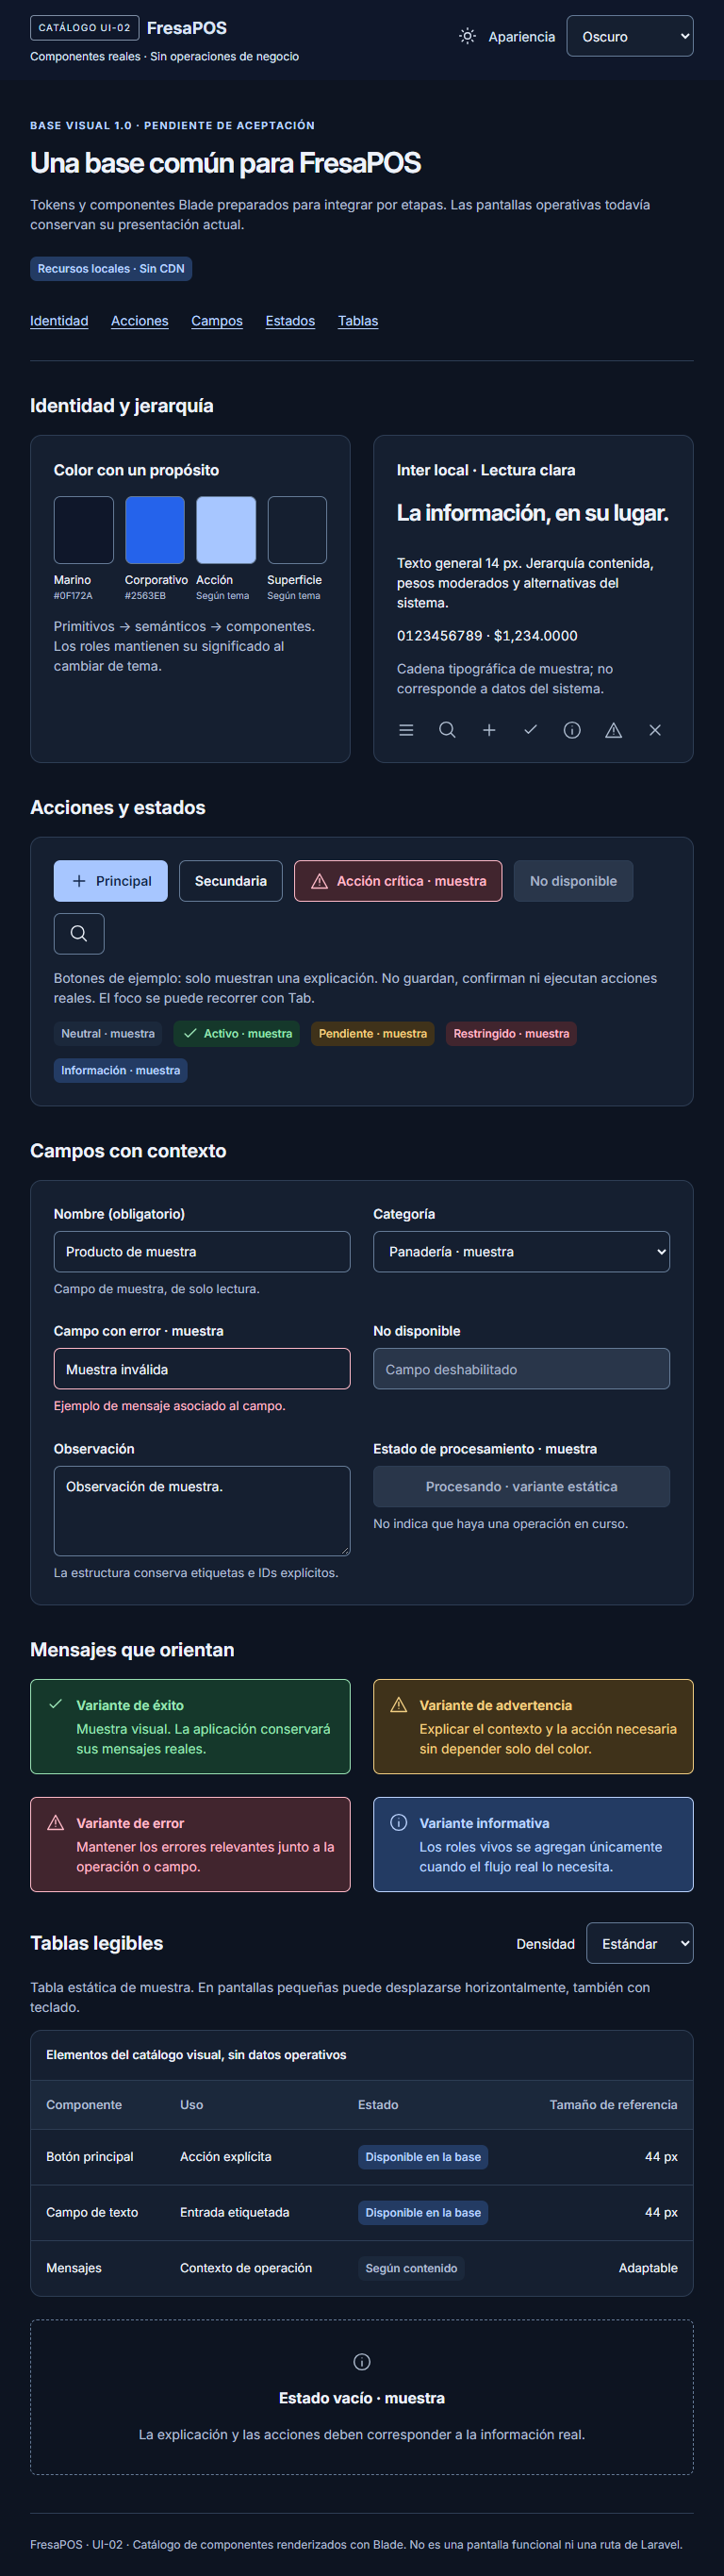 CATÁLOGO UI-02
FresaPOS
Componentes reales · Sin operaciones de negocio
Apariencia
Oscuro
BASE VISUAL 1.0 · PENDIENTE DE ACEPTACIÓN
Una base común para FresaPOS
Tokens y componentes Blade preparados para integrar por etapas. Las pantallas operativas todavía
conservan su presentación actual.
Recursos locales · Sin CDN
Identidad
Acciones
Campos
Estados
Tablas
Identidad y jerarquía
Color con un propósito
Marino
#0F172A
Corporativo
#2563EB
Acción
Según tema
Superficie
Según tema
Primitivos → semánticos → componentes.
Los roles mantienen su significado al
cambiar de tema.
Inter local · Lectura clara
La información, en su lugar.
Texto general 14 px. Jerarquía contenida,
pesos moderados y alternativas del
sistema.
0123456789 · $1,234.0000
Cadena tipográfica de muestra; no
corresponde a datos del sistema.
Acciones y estados
Principal
Secundaria
Acción crítica · muestra
No disponible
Botones de ejemplo: solo muestran una explicación. No guardan, confirman ni ejecutan acciones
reales. El foco se puede recorrer con Tab.
Neutral · muestra
Activo · muestra
Pendiente · muestra
Restringido · muestra
Información · muestra
Campos con contexto
Nombre (obligatorio)
Producto de muestra
Campo de muestra, de solo lectura.
Categoría
Panadería · muestra
Campo con error · muestra
Muestra inválida
Ejemplo de mensaje asociado al campo.
No disponible
Campo deshabilitado
Observación
Observación de muestra.
La estructura conserva etiquetas e IDs explícitos.
Estado de procesamiento · muestra
Procesando · variante estática
No indica que haya una operación en curso.
Mensajes que orientan
Variante de éxito
Muestra visual. La aplicación conservará
sus mensajes reales.
Variante de advertencia
Explicar el contexto y la acción necesaria
sin depender solo del color.
Variante de error
Mantener los errores relevantes junto a la
operación o campo.
Variante informativa
Los roles vivos se agregan únicamente
cuando el flujo real lo necesita.
Tablas legibles
Densidad
Estándar
Tabla estática de muestra. En pantallas pequeñas puede desplazarse horizontalmente, también con
teclado.
Elementos del catálogo visual, sin datos operativos
Componente Uso Estado Tamaño de referencia
Botón principal Acción explícita Disponible en la base 44 px
Campo de texto Entrada etiquetada Disponible en la base 44 px
Mensajes Contexto de operación Según contenido Adaptable
Estado vacío · muestra
La explicación y las acciones deben corresponder a la información real.
FresaPOS · UI-02 · Catálogo de componentes renderizados con Blade. No es una pantalla funcional ni una ruta de Laravel.